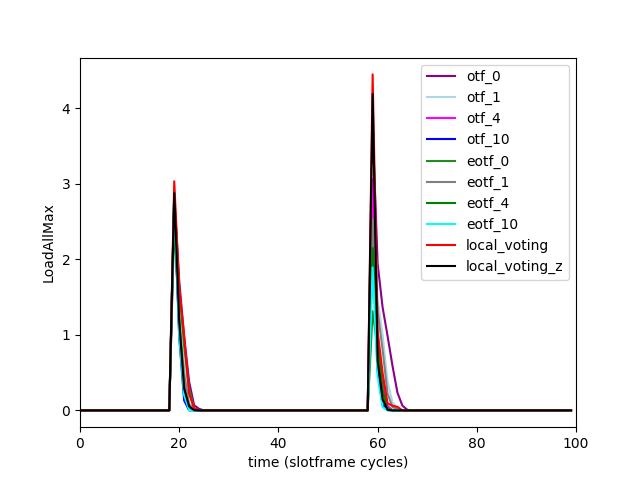 LoadAllMax
4
3
2
1
0
0
20
40
60
80
100
time (slotframe cycles)
otf_0
otf_1
otf_4
otf_10
eotf_0
eotf_1
eotf_4
eotf_10
local_voting
local_voting_z